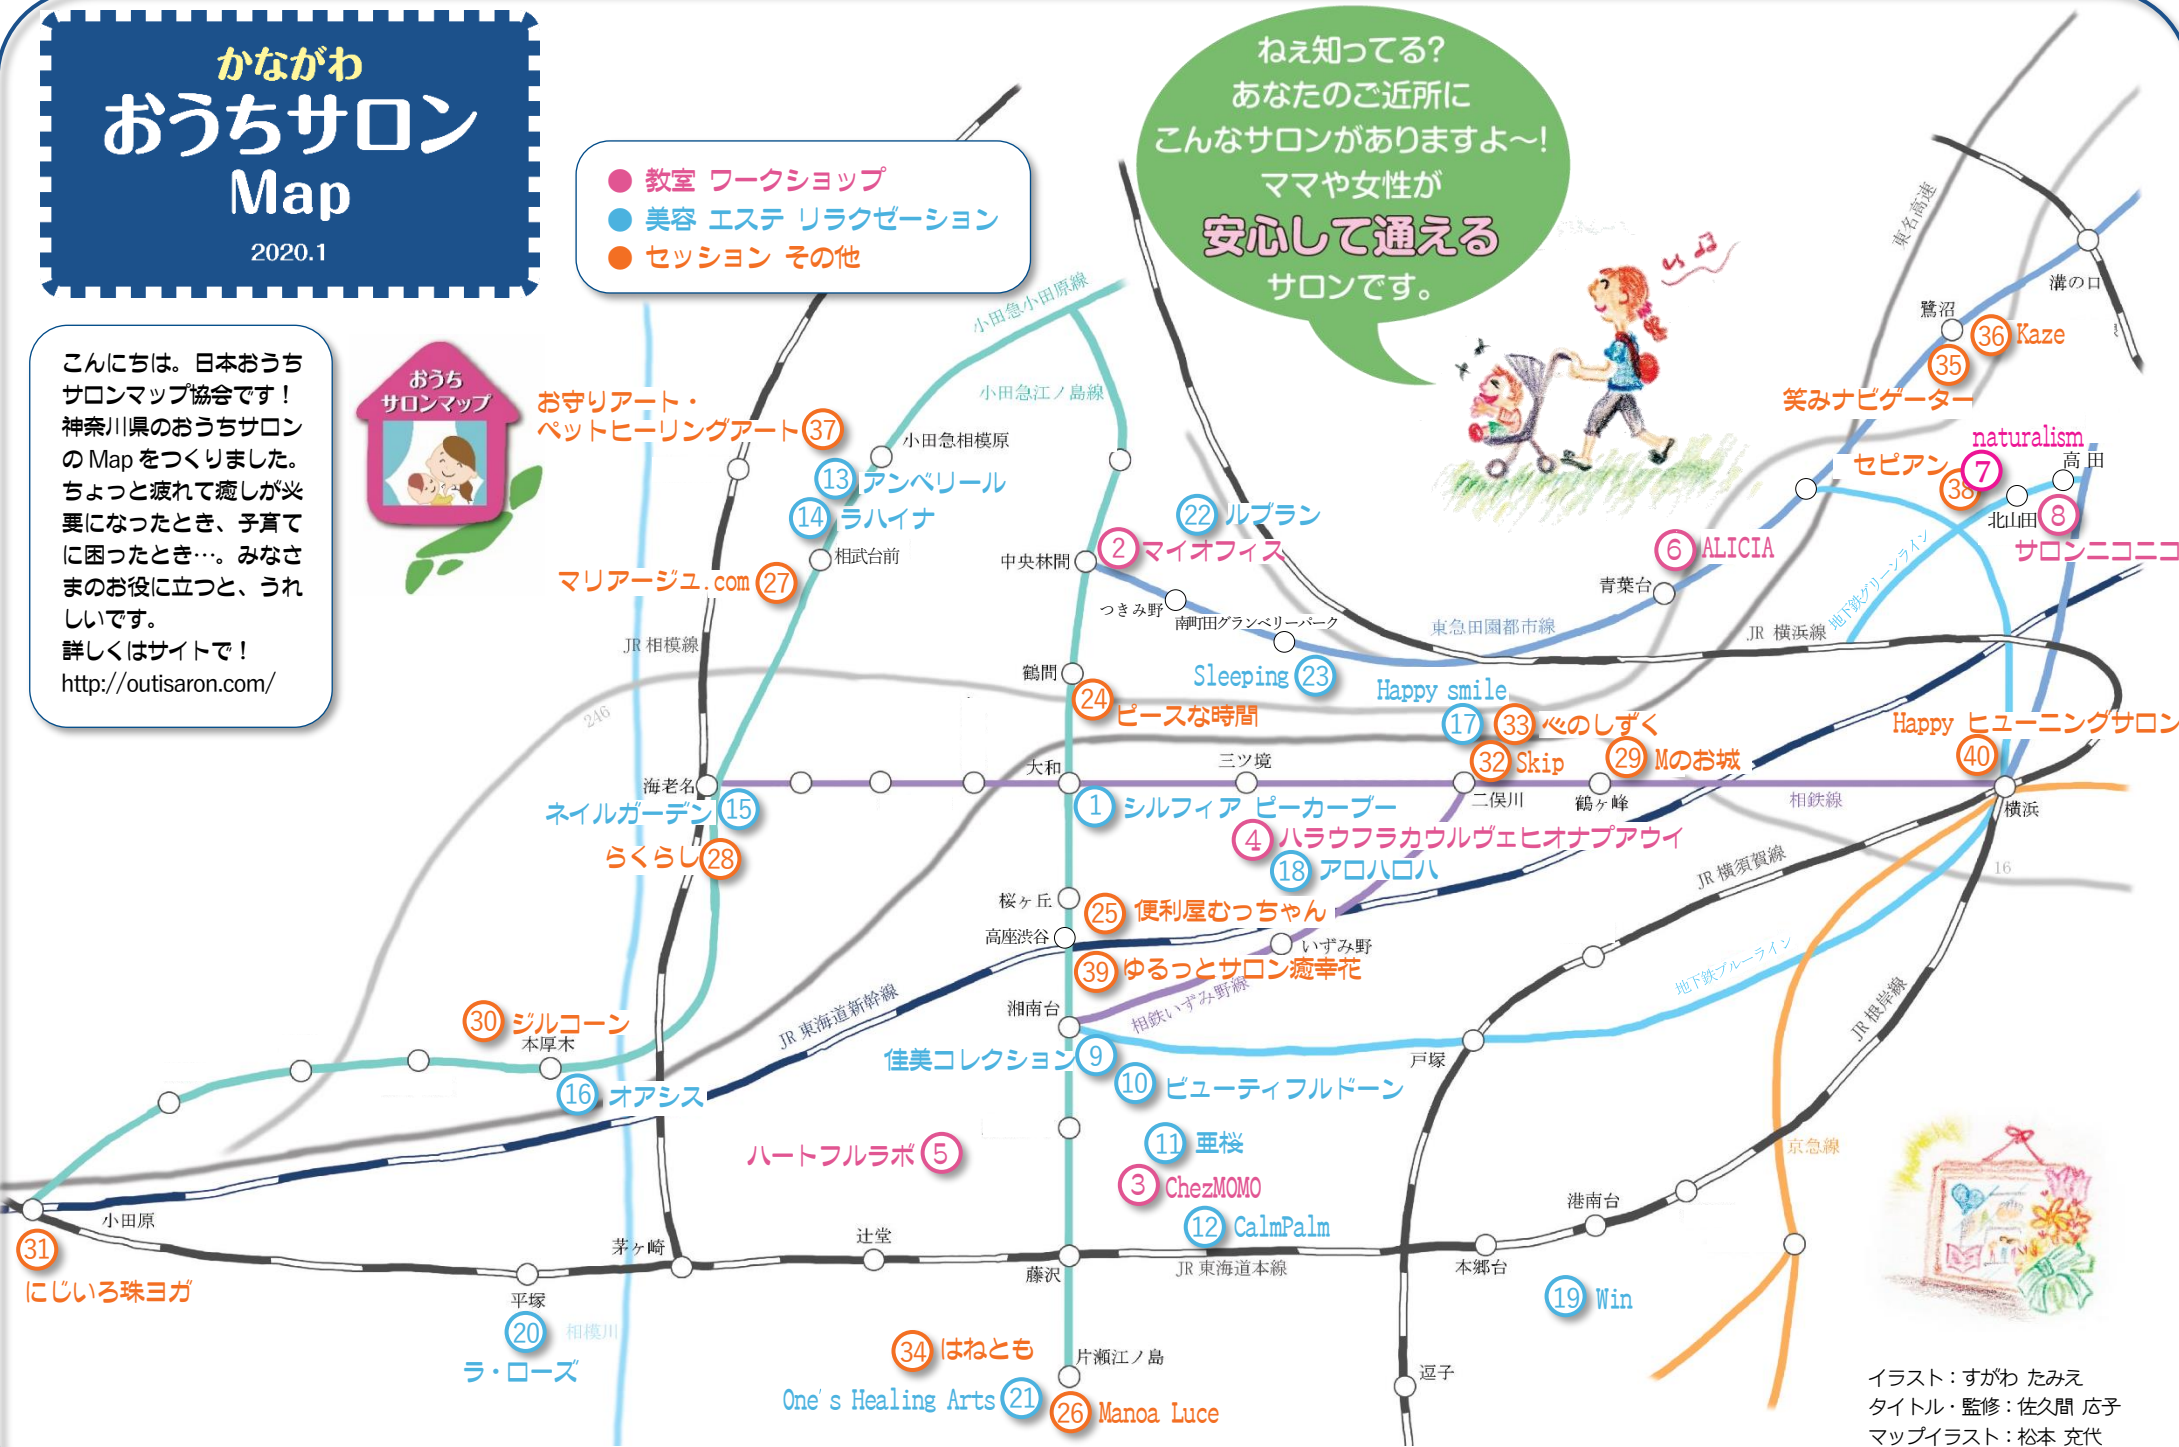 かながわ
おうちサロン
Map
2020.1
教室 ワークショップ
美容 エステ リラクゼーション
セッション その他
ねぇ知ってる?
あなたのご近所に
こんなサロンがありますよ～!
ママや女性が
安心して通える
サロンです。
こんにちは。日本おうち
サロンマップ協会です！
神奈川県のおうちサロン
の Map をつくりました。
ちょっと疲れて癒しが必
要になったとき、子育て
に困ったとき…。みなさ
まのお役に立つと、うれ
しいです。
詳しくはサイトで！
http://outisaron.com/
おうち
サロンマップ
お守りアート・
ペットヒーリングアート 37
小田急小田原線
小田急江ノ島線
小田急相模原
13 アンベリール
14 ラハイナ
相武台前
マリアージュ.com 27
JR 相模線
246
中央林間
2 マイオフィス
22 ルブラン
つきみ野
南町田グランベリーパーク
東急田園都市線
Sleeping 23
鶴間
24 ピースな時間
東名高速
溝の口
鷺沼
36 Kaze
35
笑みナビゲーター
naturalism
7
セピアン
38
高田
北山田
8
サロンニコニコ
6 ALICIA
青葉台
地下鉄グリーンライン
JR 横浜線
Happy smile
17
33 心のしずく
32 Skip
29 Mのお城
Happy ヒューニングサロン
40
海老名
ネイルガーデン 15
らくらし 28
大和
三ツ境
二俣川
鶴ヶ峰
相鉄線
横浜
1 シルフィア ピーカーブー
4 ハラウフラカウルヴェヒオナプアウイ
18 アロハロハ
JR 横須賀線
16
桜ヶ丘
25 便利屋むっちゃん
高座渋谷
いずみ野
39 ゆるっとサロン癒幸花
相鉄いずみ野線
湘南台
JR 東海道新幹線
地下鉄ブルーライン
JR 根岸線
30 ジルコーン
本厚木
16 オアシス
佳美コレクション 9
10 ビューティフルドーン
戸塚
11 亜桜
ハートフルラボ 5
3 ChezMOMO
12 CalmPalm
京急線
港南台
小田原
31
にじいろ珠ヨガ
茅ヶ崎
辻堂
藤沢
JR 東海道本線
本郷台
19 Win
平塚
20
ラ・ローズ
相模川
34 はねとも
片瀬江ノ島
One's Healing Arts 21
26 Manoa Luce
逗子
イラスト：すがわ たみえ
タイトル・監修：佐久間 広子
マップイラスト：松本 充代